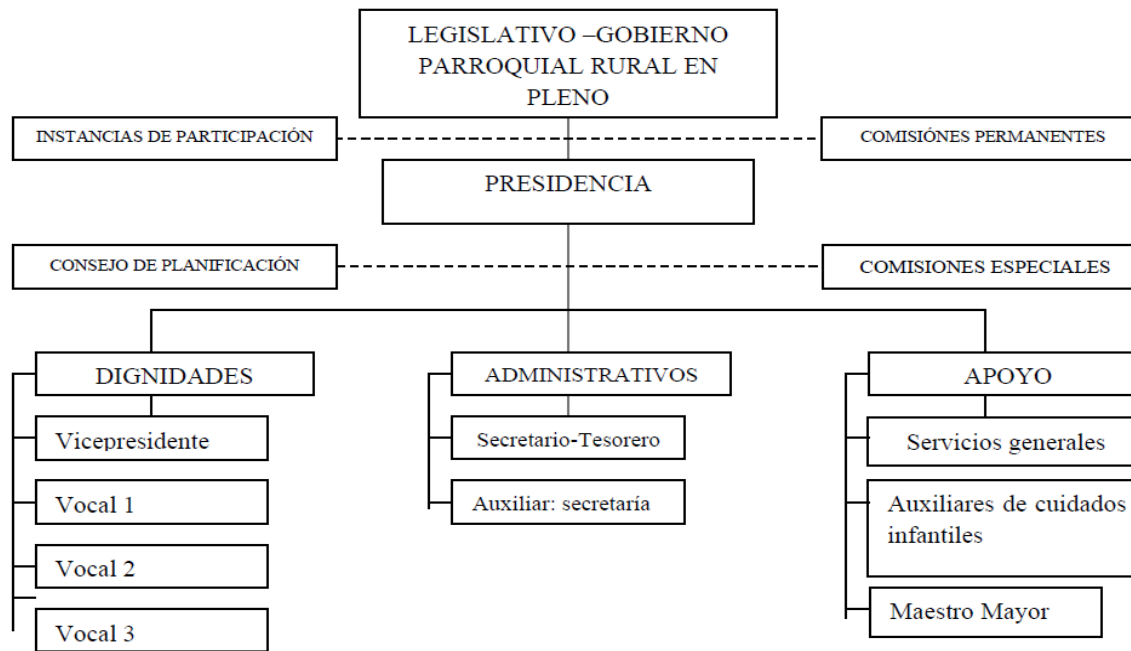 LEGISLATIVO –GOBIERNO
PARROQUIAL RURAL EN
PLENO
INSTANCIAS DE PARTICIPACIÓN
COMISIÓNES PERMANENTES
PRESIDENCIA
CONSEJO DE PLANIFICACIÓN
COMISIONES ESPECIALES
DIGNIDADES
ADMINISTRATIVOS
APOYO
Vicepresidente
Secretario-Tesorero
Servicios generales
Vocal 1
Auxiliar: secretaría
Auxiliares de cuidados
infantiles
Vocal 2
Maestro Mayor
Vocal 3